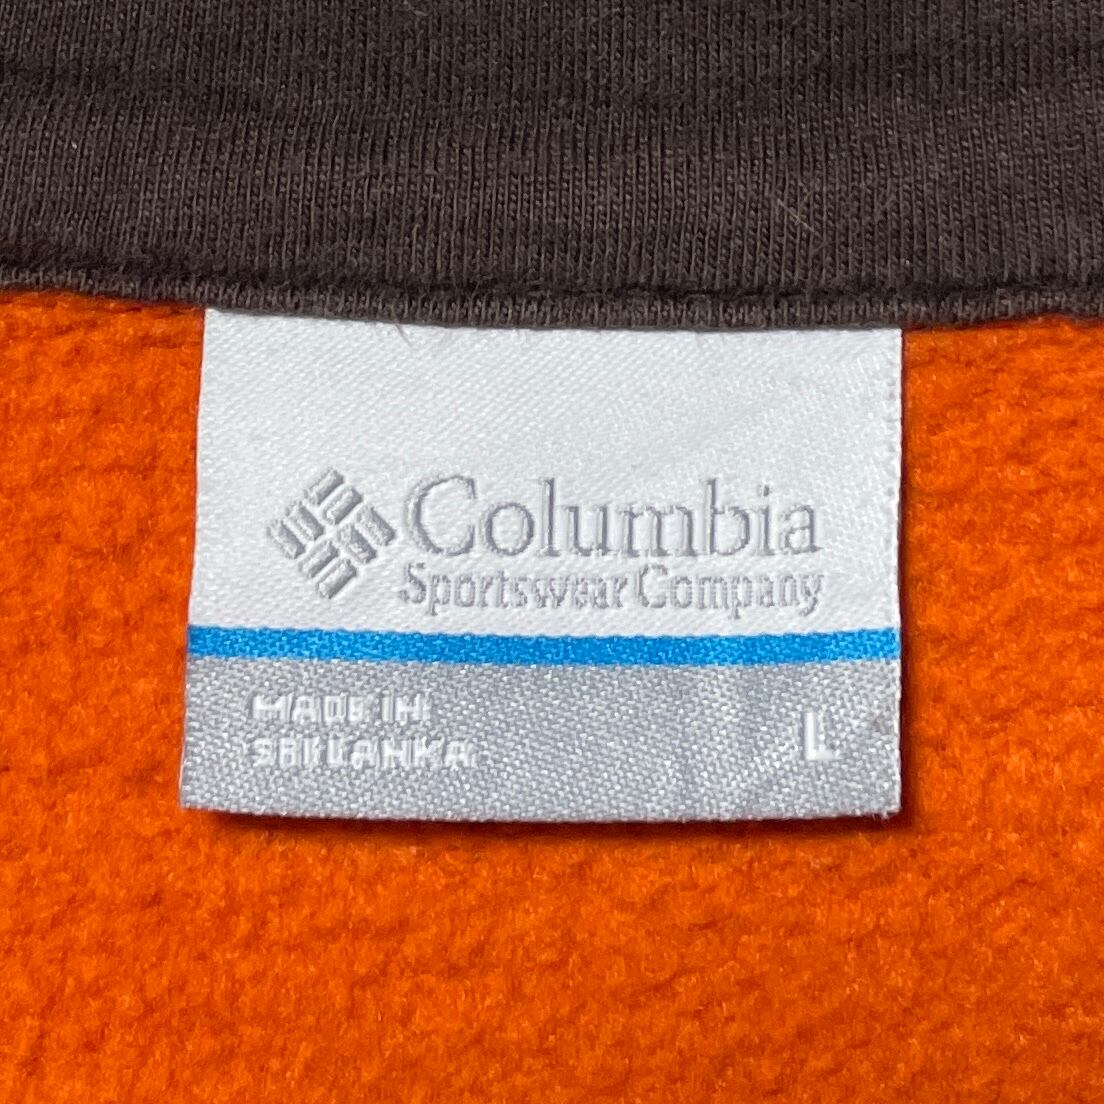 Columbia
Sportswear Company
MADE IN
SRI LANKA
L